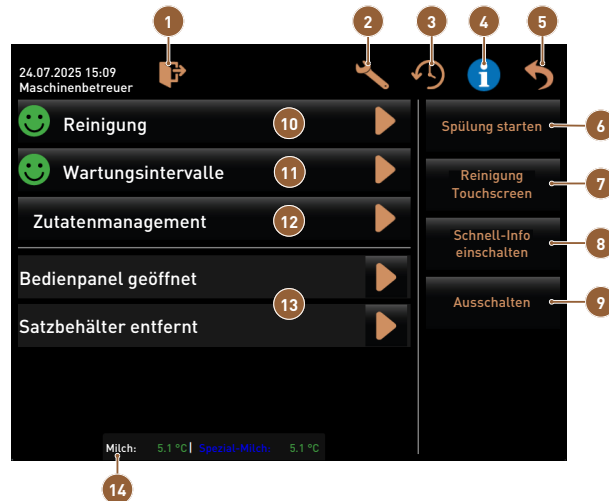 1 2 3 4 5
24.07.2025 15:09
Maschinenbetreuer
Reinigung 10
Wartungsintervalle 11
Zutatenmanagement 12
Bedienpanel geöffnet
13
Satzbehälter entfernt
Spülung starten 6
Reinigung
Touchscreen 7
Schnell-Info
einschalten 8
Ausschalten 9
Milch: 5.1 °C | Spezial-Milch: 5.1 °C
14